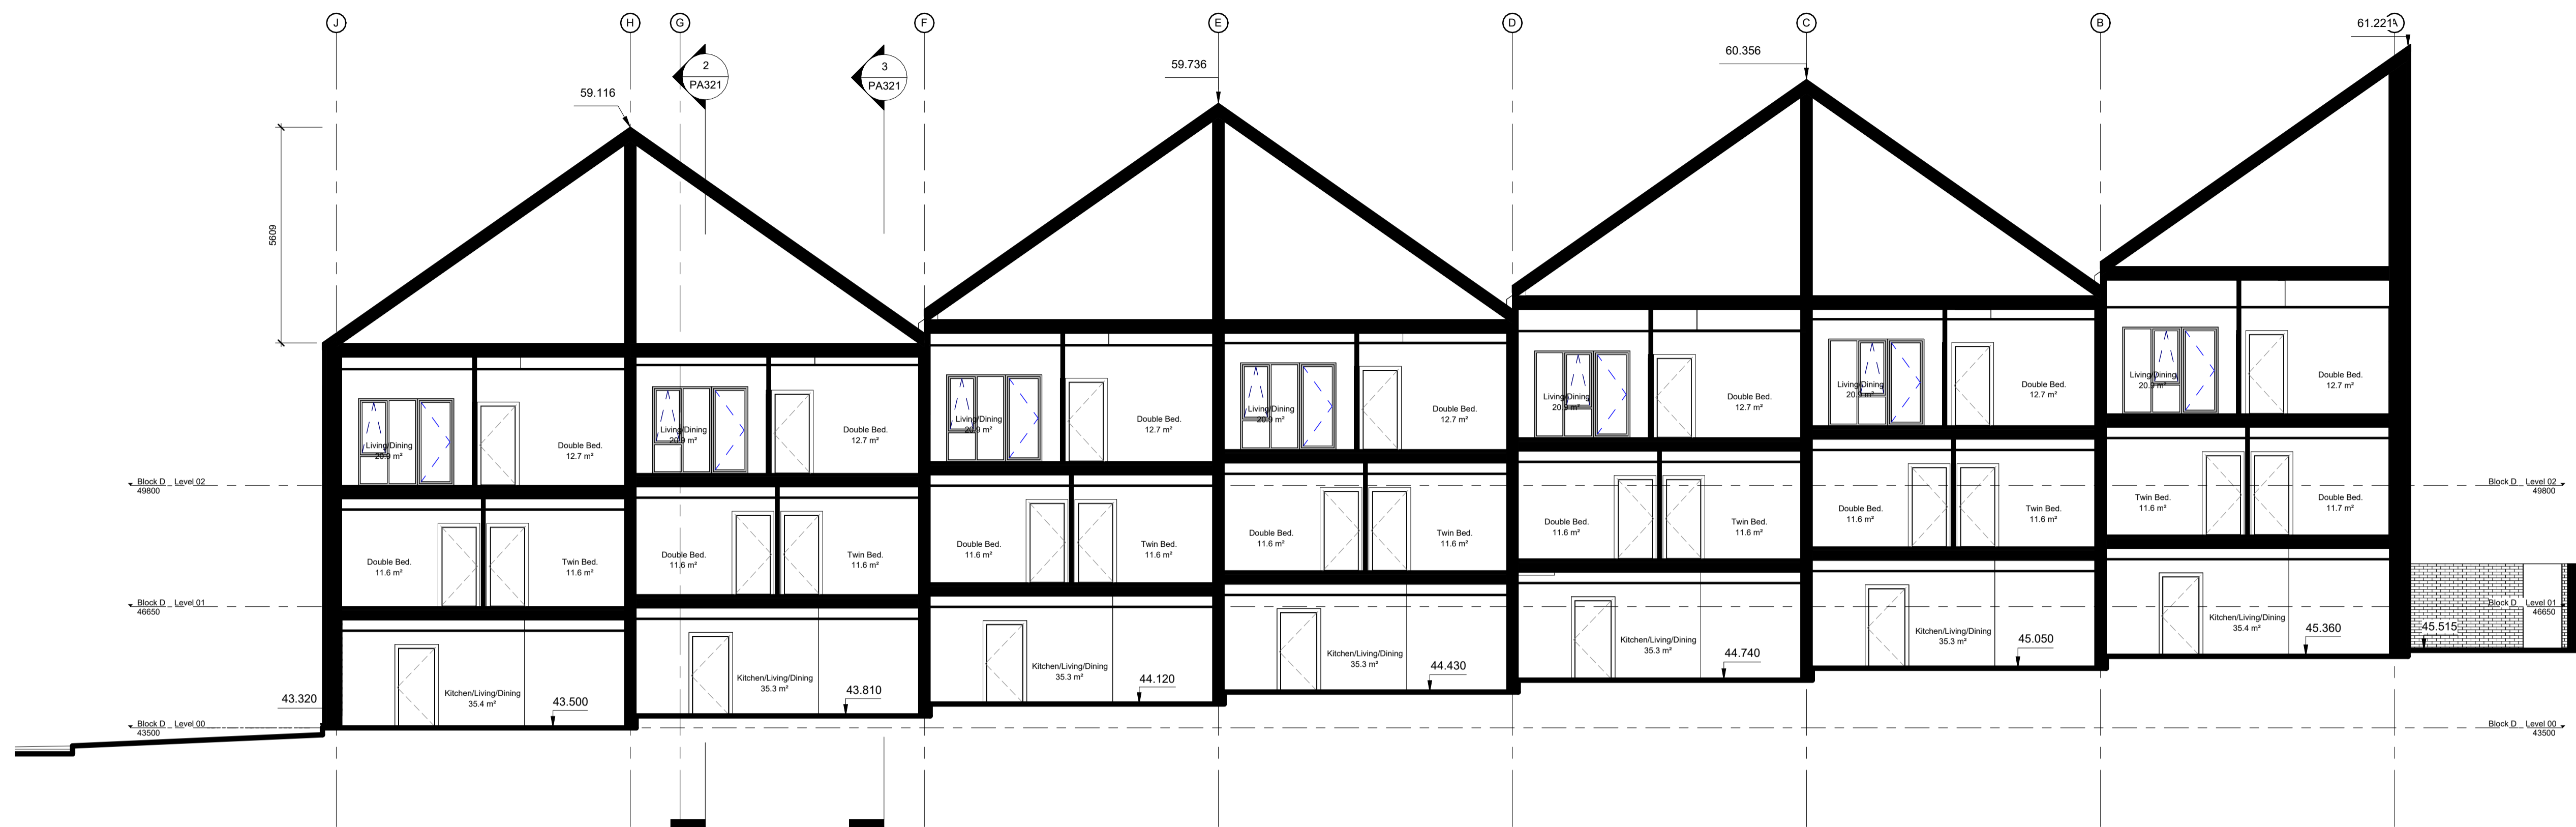 J
H
G
F
E
D
C
B
61.221
2
PA321
3
PA321
59.116
59.736
60.356
5609
Living/Dining
20.9 m²
Double Bed.
12.7 m²
Living/Dining
20.9 m²
Double Bed.
12.7 m²
Living/Dining
20.9 m²
Double Bed.
12.7 m²
Living/Dining
20.9 m²
Double Bed.
12.7 m²
Living/Dining
20.9 m²
Double Bed.
12.7 m²
Living/Dining
20.9 m²
Double Bed.
12.7 m²
Living/Dining
20.9 m²
Double Bed.
12.7 m²
Block D Level 02
49800
Block D Level 02
49800
Double Bed.
11.6 m²
Twin Bed.
11.6 m²
Double Bed.
11.6 m²
Twin Bed.
11.6 m²
Double Bed.
11.6 m²
Twin Bed.
11.6 m²
Double Bed.
11.6 m²
Twin Bed.
11.6 m²
Double Bed.
11.6 m²
Twin Bed.
11.6 m²
Double Bed.
11.6 m²
Twin Bed.
11.6 m²
Twin Bed.
11.6 m²
Double Bed.
11.7 m²
Block D Level 01
46650
Block D Level 01
46650
Kitchen/Living/Dining
35.4 m²
43.500
Kitchen/Living/Dining
35.3 m²
43.810
Kitchen/Living/Dining
35.3 m²
44.120
Kitchen/Living/Dining
35.3 m²
44.430
Kitchen/Living/Dining
35.3 m²
44.740
Kitchen/Living/Dining
35.3 m²
45.050
Kitchen/Living/Dining
35.4 m²
45.360
45.515
43.320
Block D Level 00
43500
Block D Level 00
43500